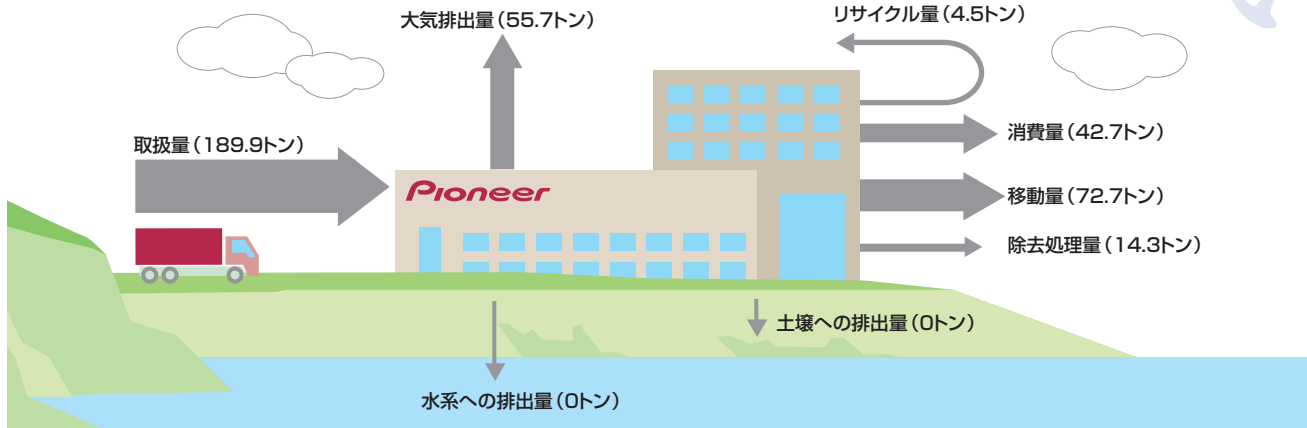 大気排出量(55.7トン)
リサイクル量(4.5トン)
取扱量(189.9トン)
消費量(42.7トン)
Pioneer
移動量(72.7トン)
除去処理量(14.3トン)
土壌への排出量(0トン)
水系への排出量(0トン)